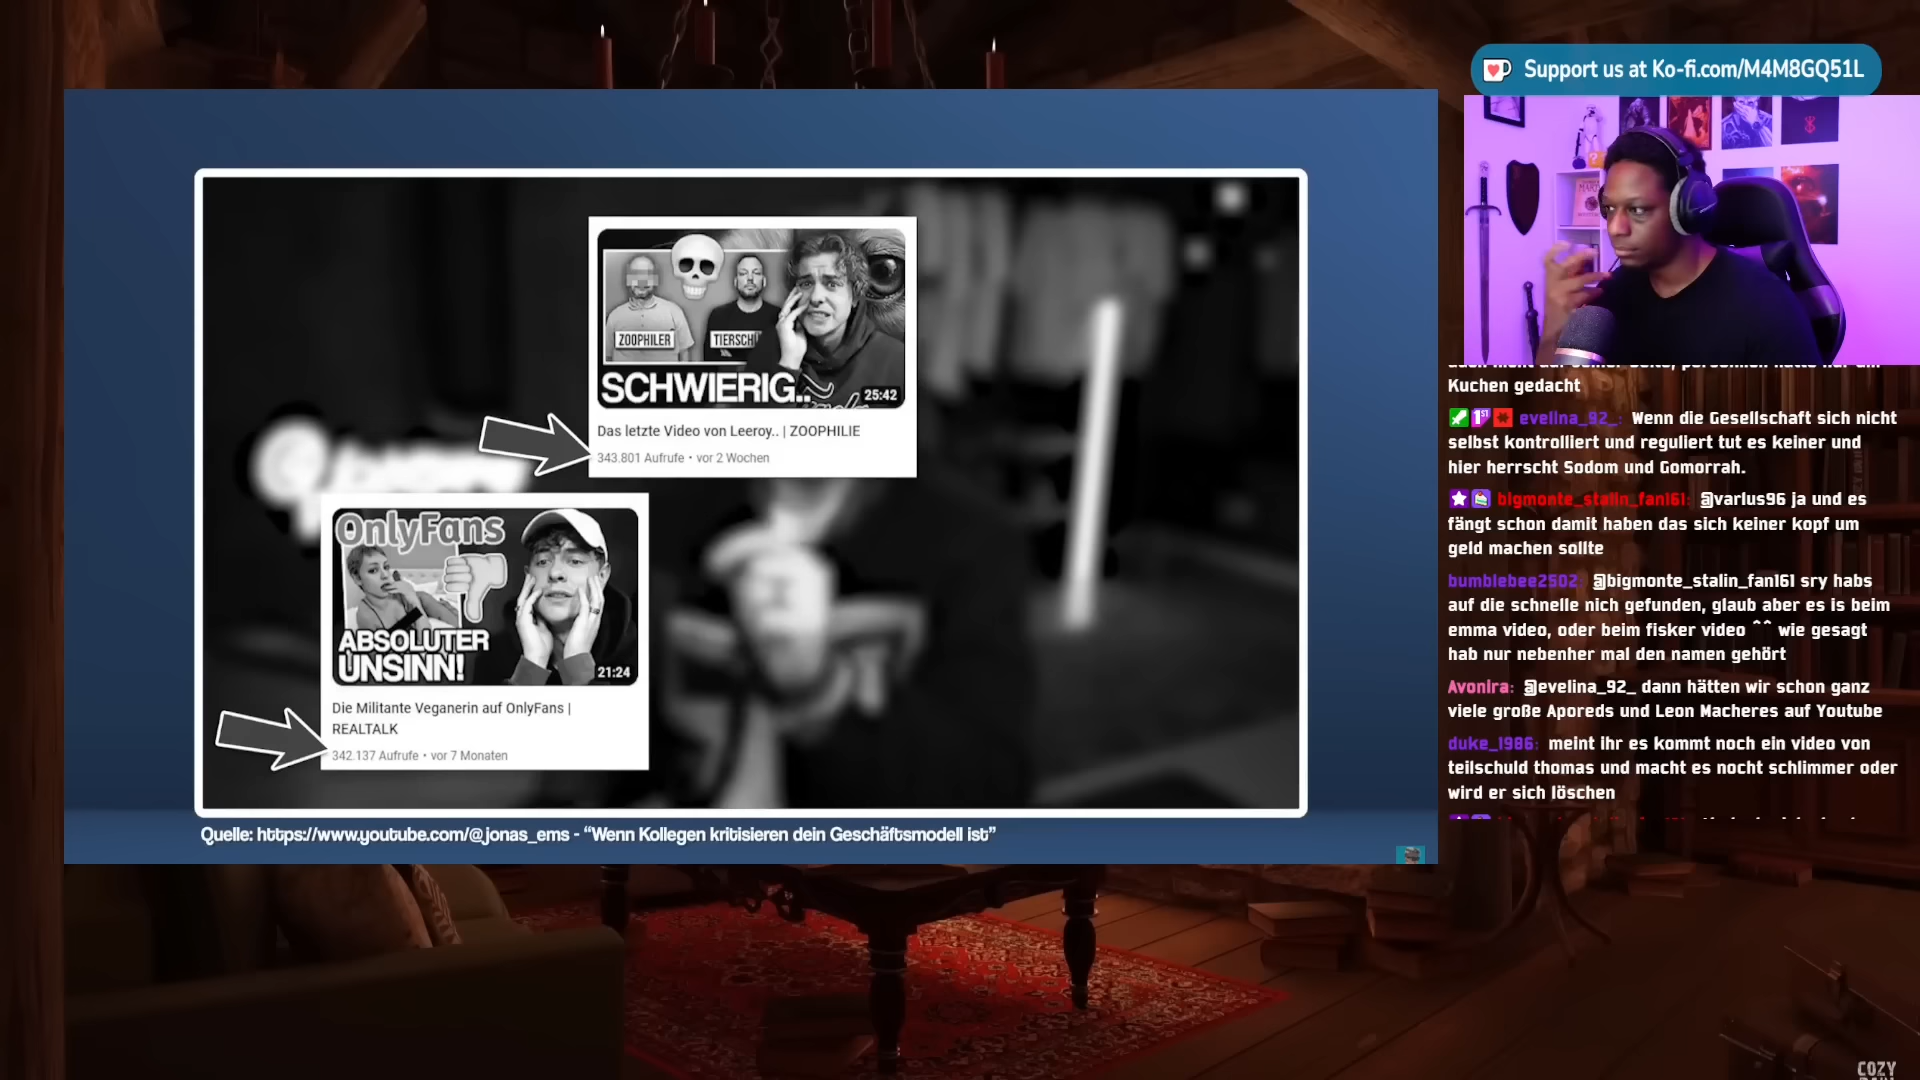 Support us at Ko-fi.com/M4M8GQ51L
ZOOPHILER
SCHWIERIG..
25:42
Das letzte Video von Leeroy.. | ZOOPHILIE
343.801 Aufrufe • vor 2 Wochen
OnlyFans
ABSOLUTER
UNSINN!
21:24
Die Militante Veganerin auf OnlyFans |
REALTALK
342.137 Aufrufe • vor 7 Monaten
Quelle: https://www.youtube.com/@jonas_ems - “Wenn Kollegen kritisieren dein Geschäftsmodell ist”
Kuchen gedacht
evelina_92_: Wenn die Gesellschaft sich nicht
selbst kontrolliert und reguliert tut es keiner und
hier herrscht Sodom und Gomorrah.
bigmonte_stalin_fan161: @varius96 ja und es
fängt schon damit haben das sich keiner kopf um
geld machen sollte
bumblebee2502: @bigmonte_stalin_fan161 sry habs
auf die schnelle nich gefunden, glaub aber es is beim
emma video, oder beim fisker video ^^ wie gesagt
hab nur nebenher mal den namen gehört
Avonira: @evelina_92_ dann hätten wir schon ganz
viele große Aporeds und Leon Macheres auf Youtube
duke_1986: meint ihr es kommt noch ein video von
teilschuld thomas und macht es nocht schlimmer oder
wird er sich löschen
COZY